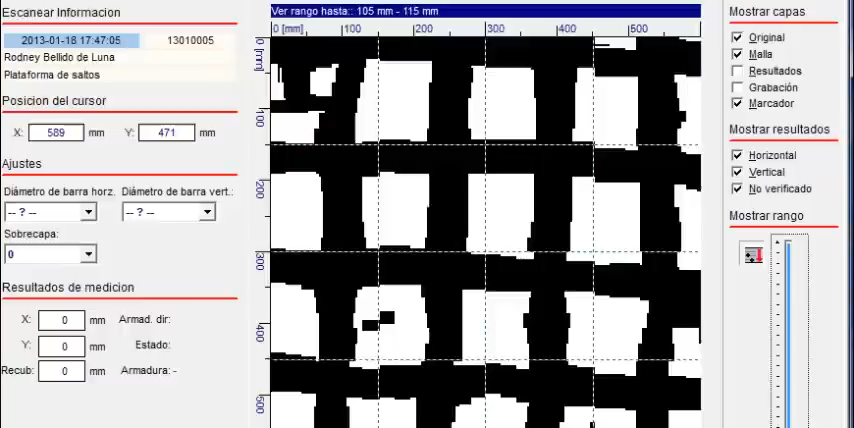 Escanear Informacion
2013-01-18 17:47:05 13010005
Rodney Bellido de Luna
Plataforma de saltos
Posicion del cursor
X: 589 mm Y: 471 mm
Ajustes
Diámetro de barra horz. Diámetro de barra vert.:
-- ? -- -- ? --
Sobrecapa:
0
Resultados de medicion
X: 0 mm Armad. dir:
Y: 0 mm Estado:
Recub: 0 mm Armadura: -
Ver rango hasta:: 105 mm - 115 mm
0 [mm] 100 200 300 400 500
0 [mm]
100
200
300
400
500
Mostrar capas
Original
Malla
Resultados
Grabación
Marcador
Mostrar resultados
Horizontal
Vertical
No verificado
Mostrar rango